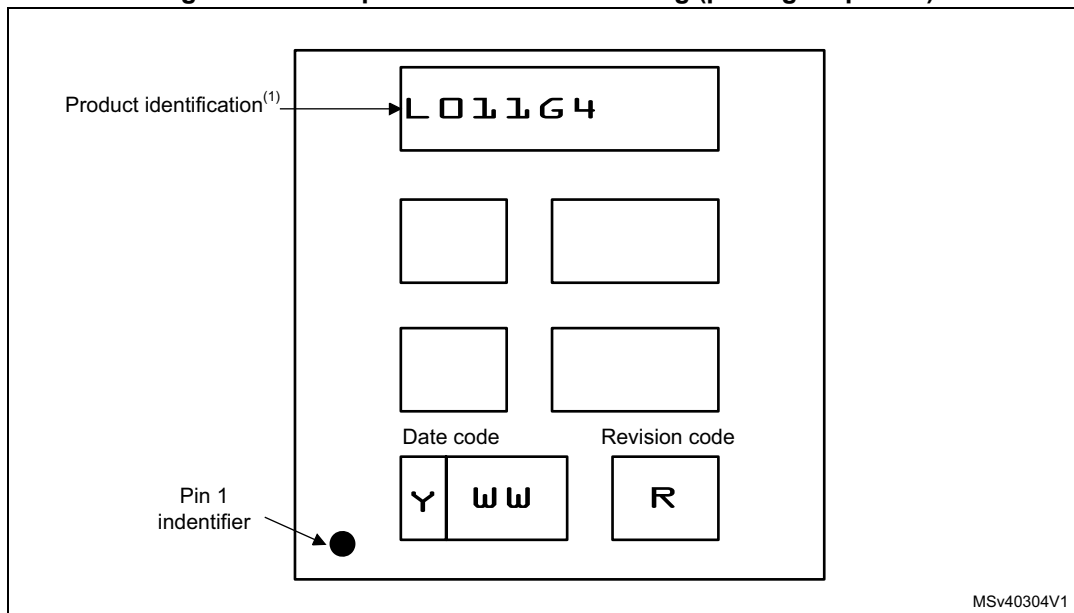 Product identification(1)
L011G4
Date code Revision code
Y WW R
Pin 1
indentifier
MSv40304V1